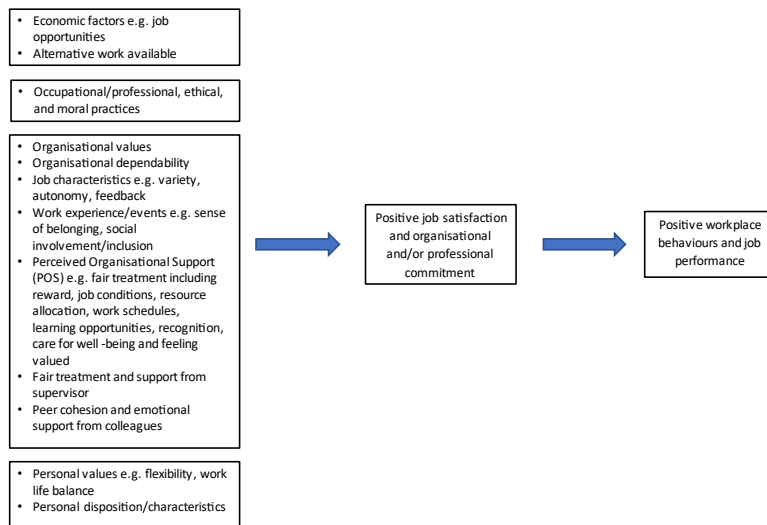 • Economic factors e.g. job
opportunities
• Alternative work available
• Occupational/professional, ethical,
and moral practices
• Organisational values
• Organisational dependability
• Job characteristics e.g. variety,
autonomy, feedback
• Work experience/events e.g. sense
of belonging, social
involvement/inclusion
• Perceived Organisational Support
(POS) e.g. fair treatment including
reward, job conditions, resource
allocation, work schedules,
learning opportunities, recognition,
care for well -being and feeling
valued
• Fair treatment and support from
supervisor
• Peer cohesion and emotional
support from colleagues
• Personal values e.g. flexibility, work
life balance
• Personal disposition/characteristics
Positive job satisfaction
and organisational
and/or professional
commitment
Positive workplace
behaviours and job
performance